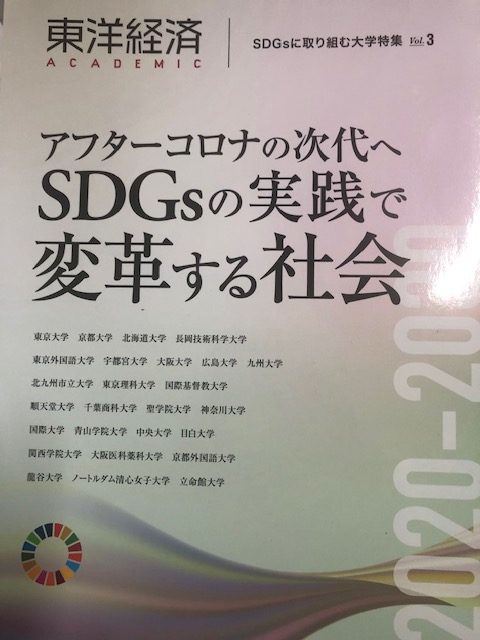 東洋経済
ACADEMIC
SDGsに取り組む大学特集 Vol.3
アフターコロナの次代へ
SDGsの実践で
変革する社会
東京大学 京都大学 北海道大学 長岡技術科学大学
東京外国語大学 宇都宮大学 大阪大学 広島大学 九州大学
北九州市立大学 東京理科大学 国際基督教大学
順天堂大学 千葉商科大学 聖学院大学 神奈川大学
国際大学 青山学院大学 中央大学 目白大学
関西学院大学 大阪医科薬科大学 京都外国語大学
龍谷大学 ノートルダム清心女子大学 立命館大学
2020-2030